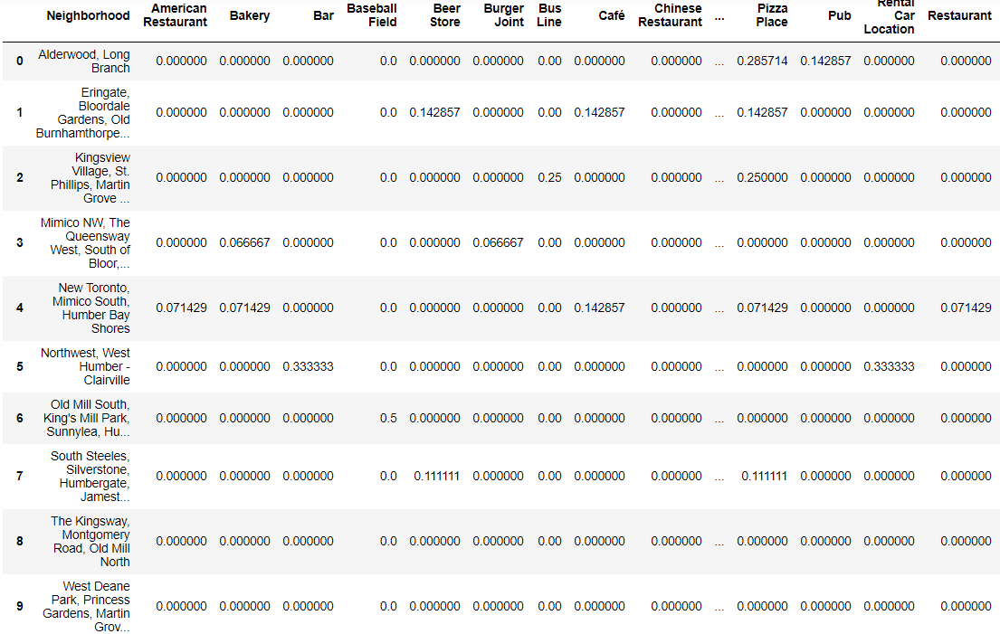 Neighborhood American Restaurant Bakery Bar Baseball Field Beer Store Burger Joint Bus Line Café Chinese Restaurant ... Pizza Place Pub Rental Car Location Restaurant
0 Alderwood, Long Branch 0.000000 0.000000 0.000000 0.0 0.000000 0.000000 0.00 0.000000 0.000000 ... 0.285714 0.142857 0.000000 0.000000
1 Eringate, Bloordale Gardens, Old Burnhamthorpe... 0.000000 0.000000 0.000000 0.0 0.142857 0.000000 0.00 0.142857 0.000000 ... 0.142857 0.000000 0.000000 0.000000
2 Kingsview Village, St. Phillips, Martin Grove ... 0.000000 0.000000 0.000000 0.0 0.000000 0.000000 0.25 0.000000 0.000000 ... 0.250000 0.000000 0.000000 0.000000
3 Mimico NW, The Queensway West, South of Bloor,... 0.000000 0.066667 0.000000 0.0 0.000000 0.066667 0.00 0.000000 0.000000 ... 0.000000 0.000000 0.000000 0.000000
4 New Toronto, Mimico South, Humber Bay Shores 0.071429 0.071429 0.000000 0.0 0.000000 0.000000 0.00 0.142857 0.000000 ... 0.071429 0.000000 0.000000 0.071429
5 Northwest, West Humber - Clairville 0.000000 0.000000 0.333333 0.0 0.000000 0.000000 0.00 0.000000 0.000000 ... 0.000000 0.000000 0.333333 0.000000
6 Old Mill South, King's Mill Park, Sunnylea, Hu... 0.000000 0.000000 0.000000 0.5 0.000000 0.000000 0.00 0.000000 0.000000 ... 0.000000 0.000000 0.000000 0.000000
7 South Steeles, Silverstone, Humbergate, Jamest... 0.000000 0.000000 0.000000 0.0 0.111111 0.000000 0.00 0.000000 0.000000 ... 0.111111 0.000000 0.000000 0.000000
8 The Kingsway, Montgomery Road, Old Mill North 0.000000 0.000000 0.000000 0.0 0.000000 0.000000 0.00 0.000000 0.000000 ... 0.000000 0.000000 0.000000 0.000000
9 West Deane Park, Princess Gardens, Martin Grov... 0.000000 0.000000 0.000000 0.0 0.000000 0.000000 0.00 0.000000 0.000000 ... 0.000000 0.000000 0.000000 0.000000